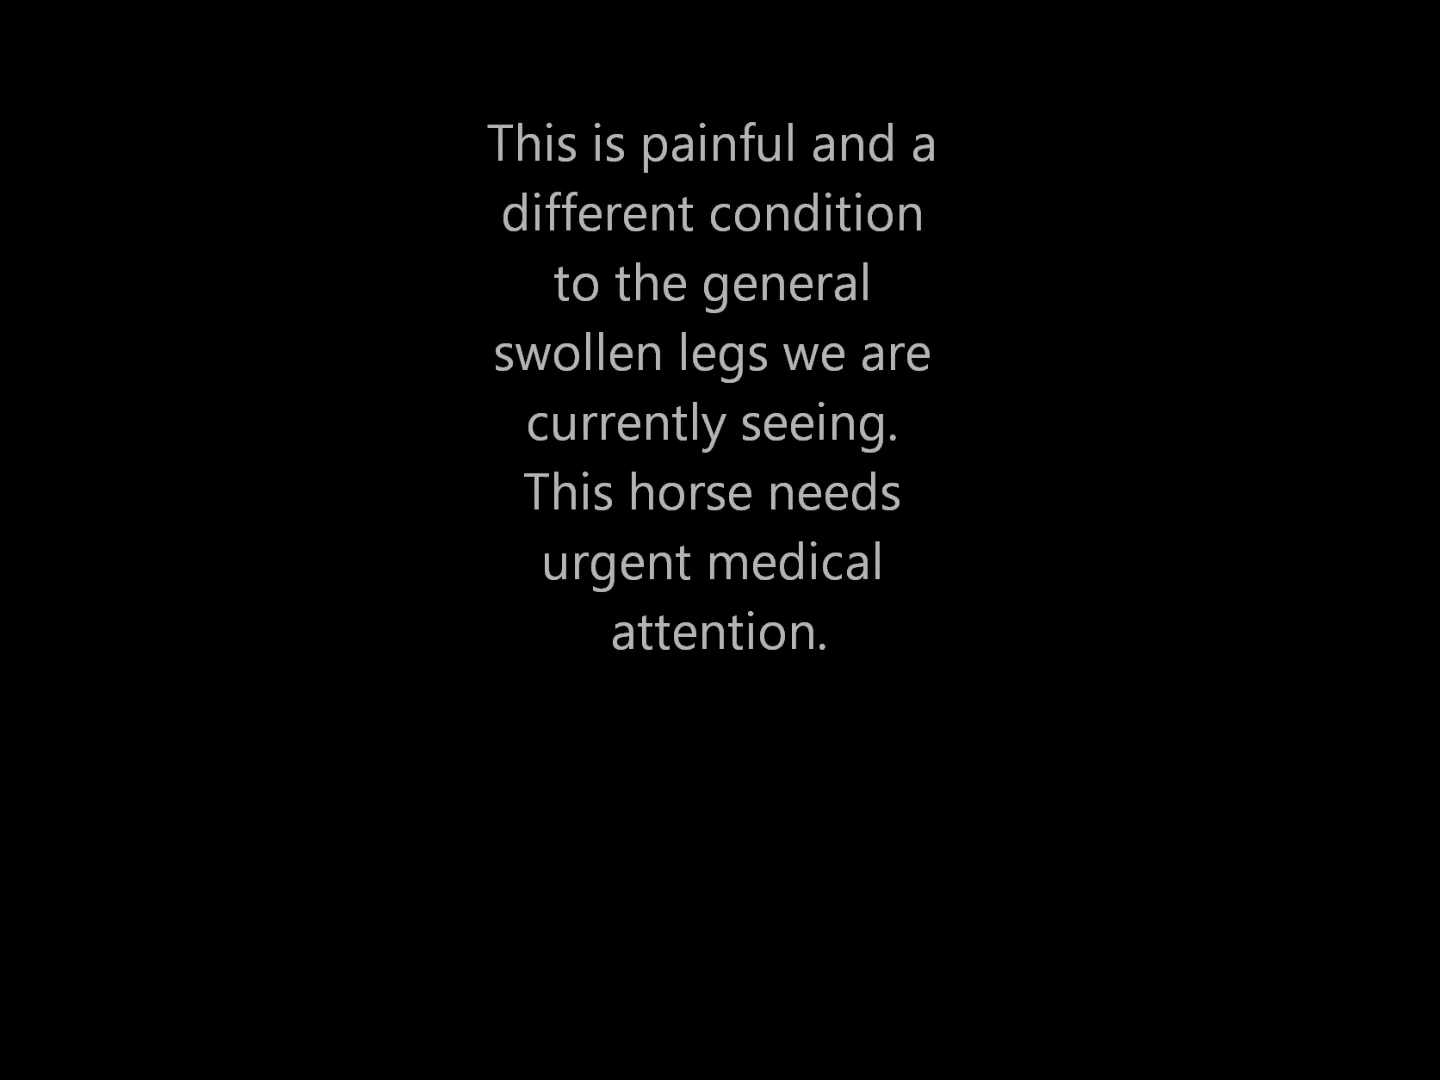 This is painful and a
different condition
to the general
swollen legs we are
currently seeing.
This horse needs
urgent medical
attention.